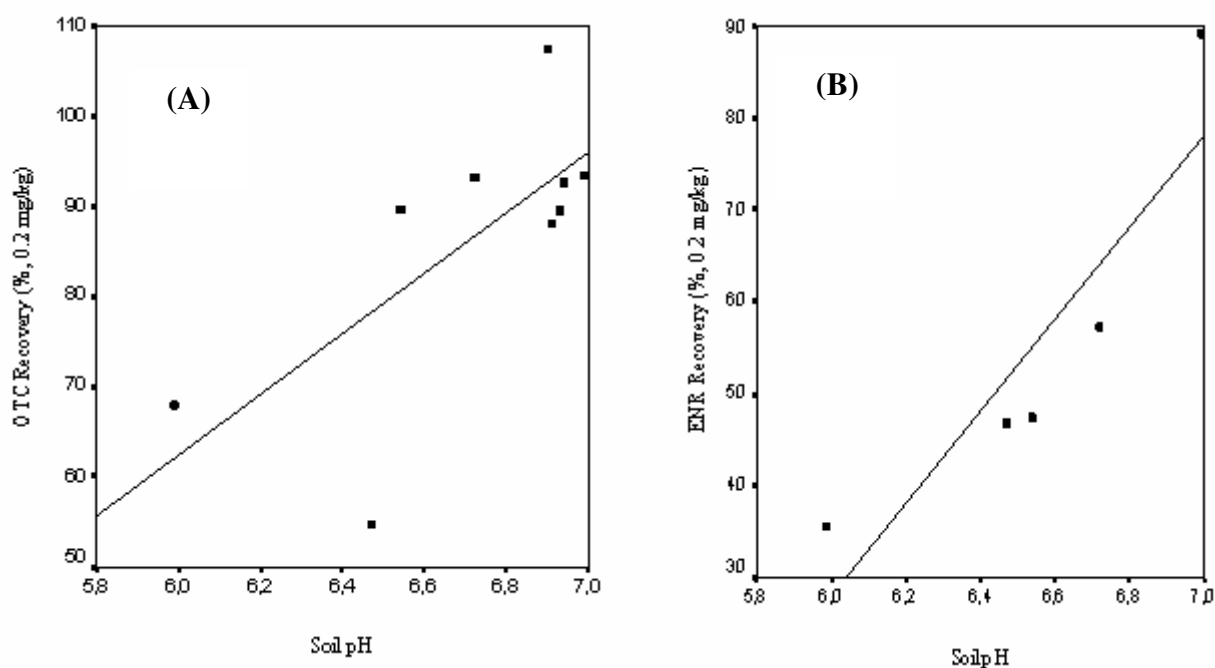 (A)
110
100
90
80
70
60
50
OTC Recovery (%, 0.2 mg/kg)
5,8 6,0 6,2 6,4 6,6 6,8 7,0
Soil pH
(B)
90
80
70
60
50
40
30
ENR Recovery (%, 0.2 mg/kg)
5,8 6,0 6,2 6,4 6,6 6,8 7,0
Soil pH